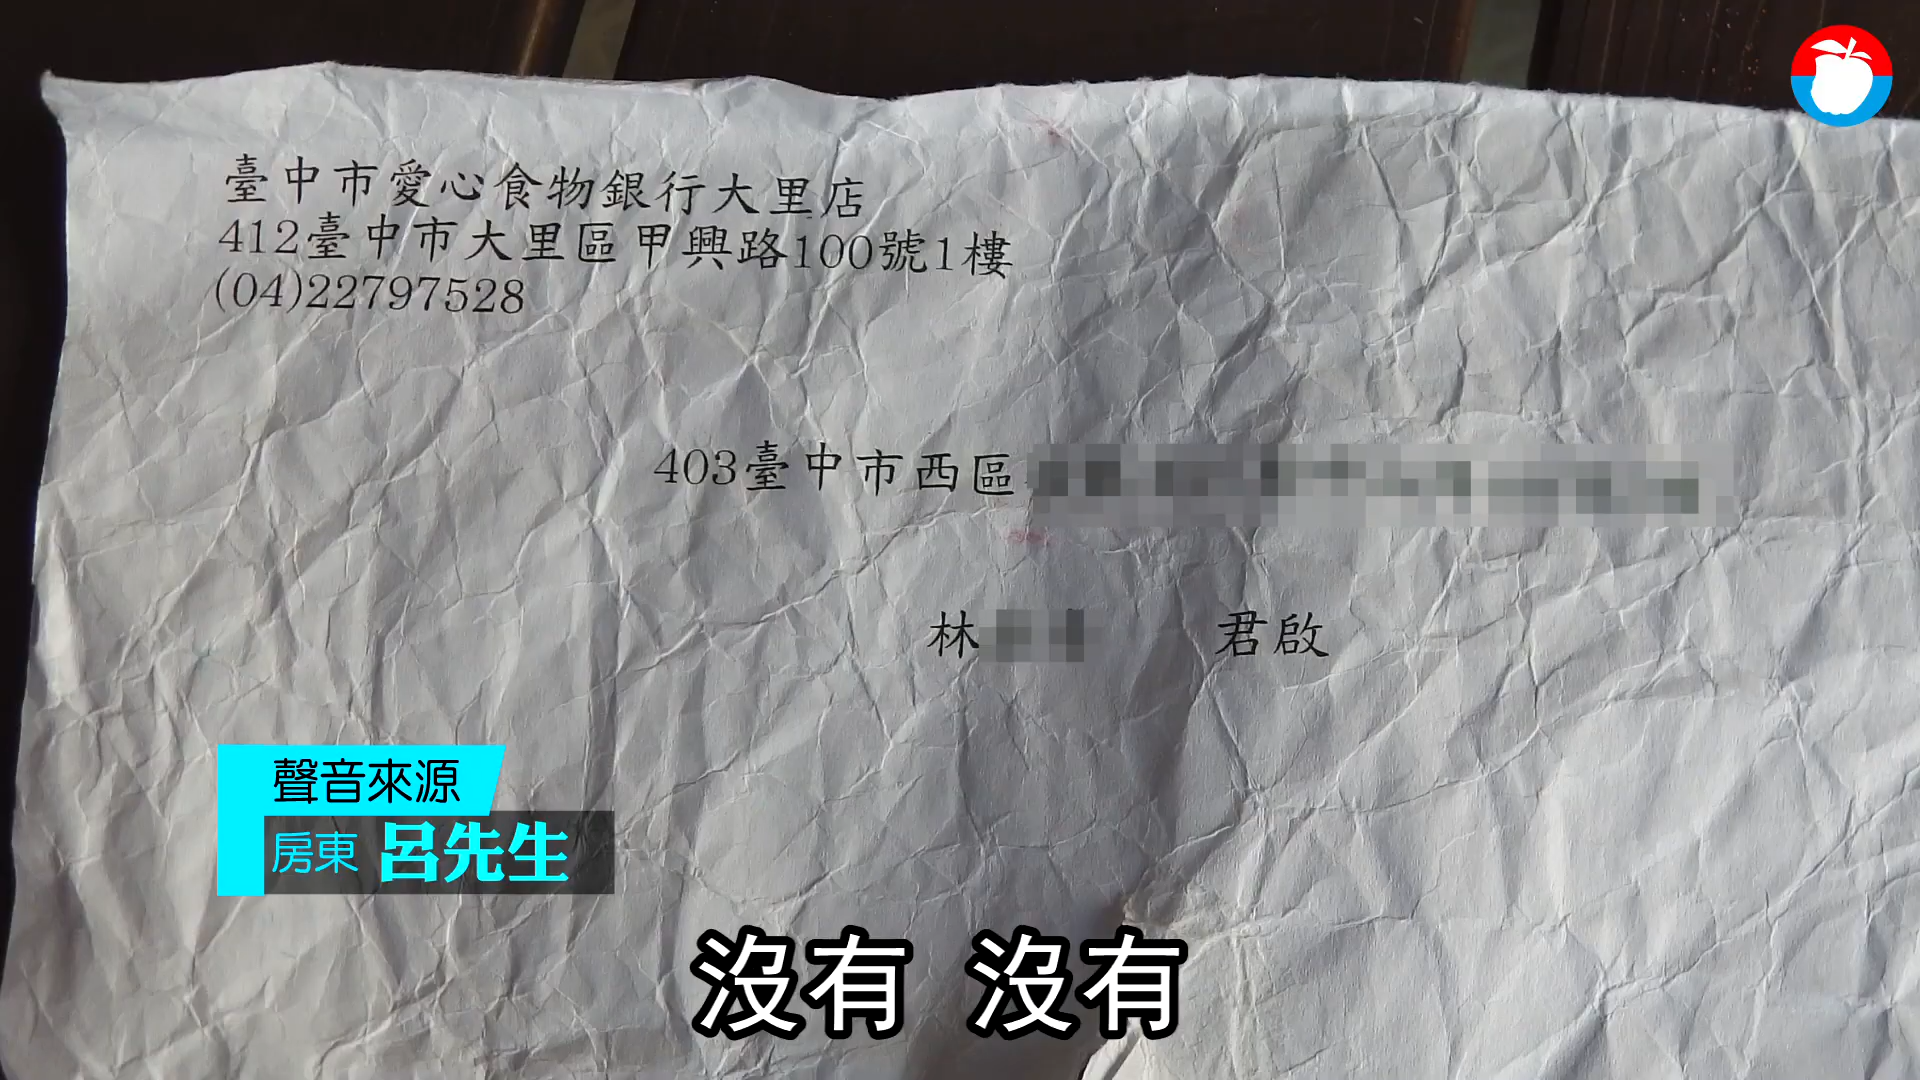 臺中市愛心食物銀行大里店
412臺中市大里區甲興路100號1樓
(04)22797528
403臺中市西區
林 君啟
聲音來源
房東 呂先生
沒有 沒有